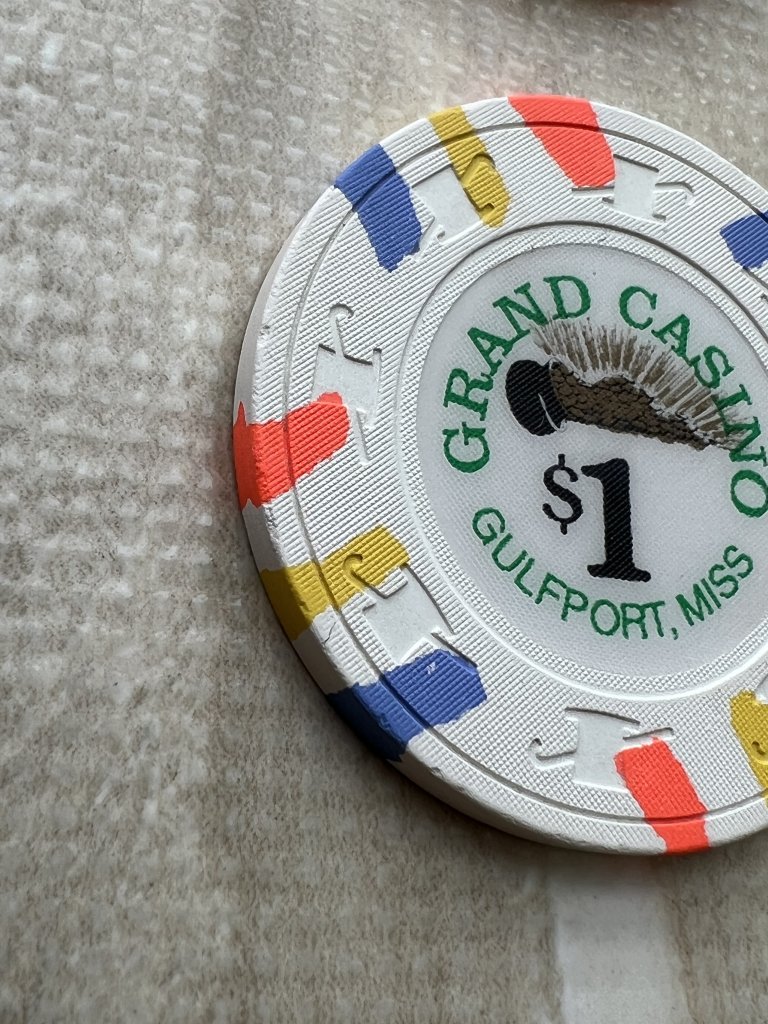 GRAND CASINO
$1
GULFPORT, MISS